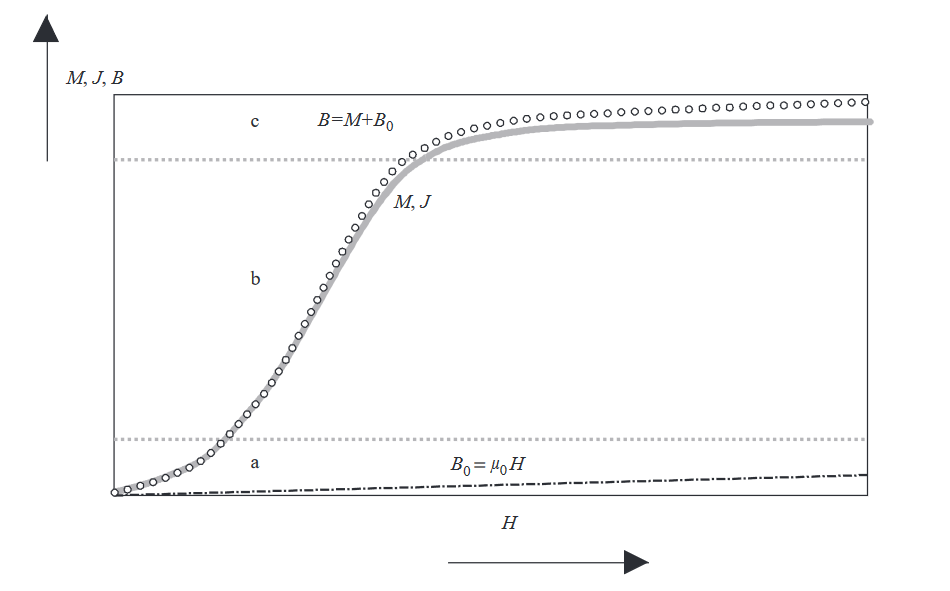 M, J, B
c
B=M+B₀
M, J
b
a
B₀ = μ₀H
H